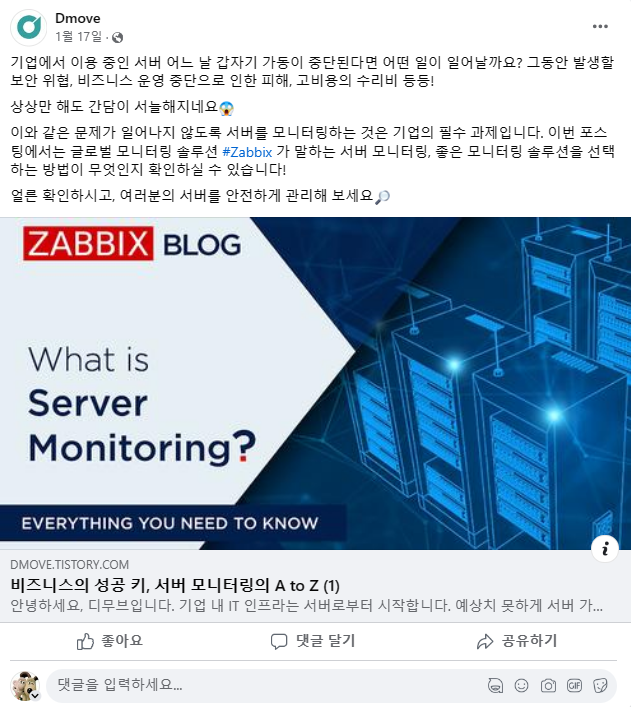 Dmove
1월 17일 ·
기업에서 이용 중인 서버 어느 날 갑자기 가동이 중단된다면 어떤 일이 일어날까요? 그동안 발생할
보안 위협, 비즈니스 운영 중단으로 인한 피해, 고비용의 수리비 등등!
상상만 해도 간담이 서늘해지네요😱
이와 같은 문제가 일어나지 않도록 서버를 모니터링하는 것은 기업의 필수 과제입니다. 이번 포스
팅에서는 글로벌 모니터링 솔루션 #Zabbix 가 말하는 서버 모니터링, 좋은 모니터링 솔루션을 선택
하는 방법이 무엇인지 확인하실 수 있습니다!
얼른 확인하시고, 여러분의 서버를 안전하게 관리해 보세요🔎
ZABBIX BLOG
What is
Server
Monitoring?
EVERYTHING YOU NEED TO KNOW
DMOVE.TISTORY.COM
비즈니스의 성공 키, 서버 모니터링의 A to Z (1)
안녕하세요, 디무브입니다. 기업 내 IT 인프라는 서버로부터 시작합니다. 예상치 못하게 서버 가...
좋아요
댓글 달기
공유하기
댓글을 입력하세요...
GIF